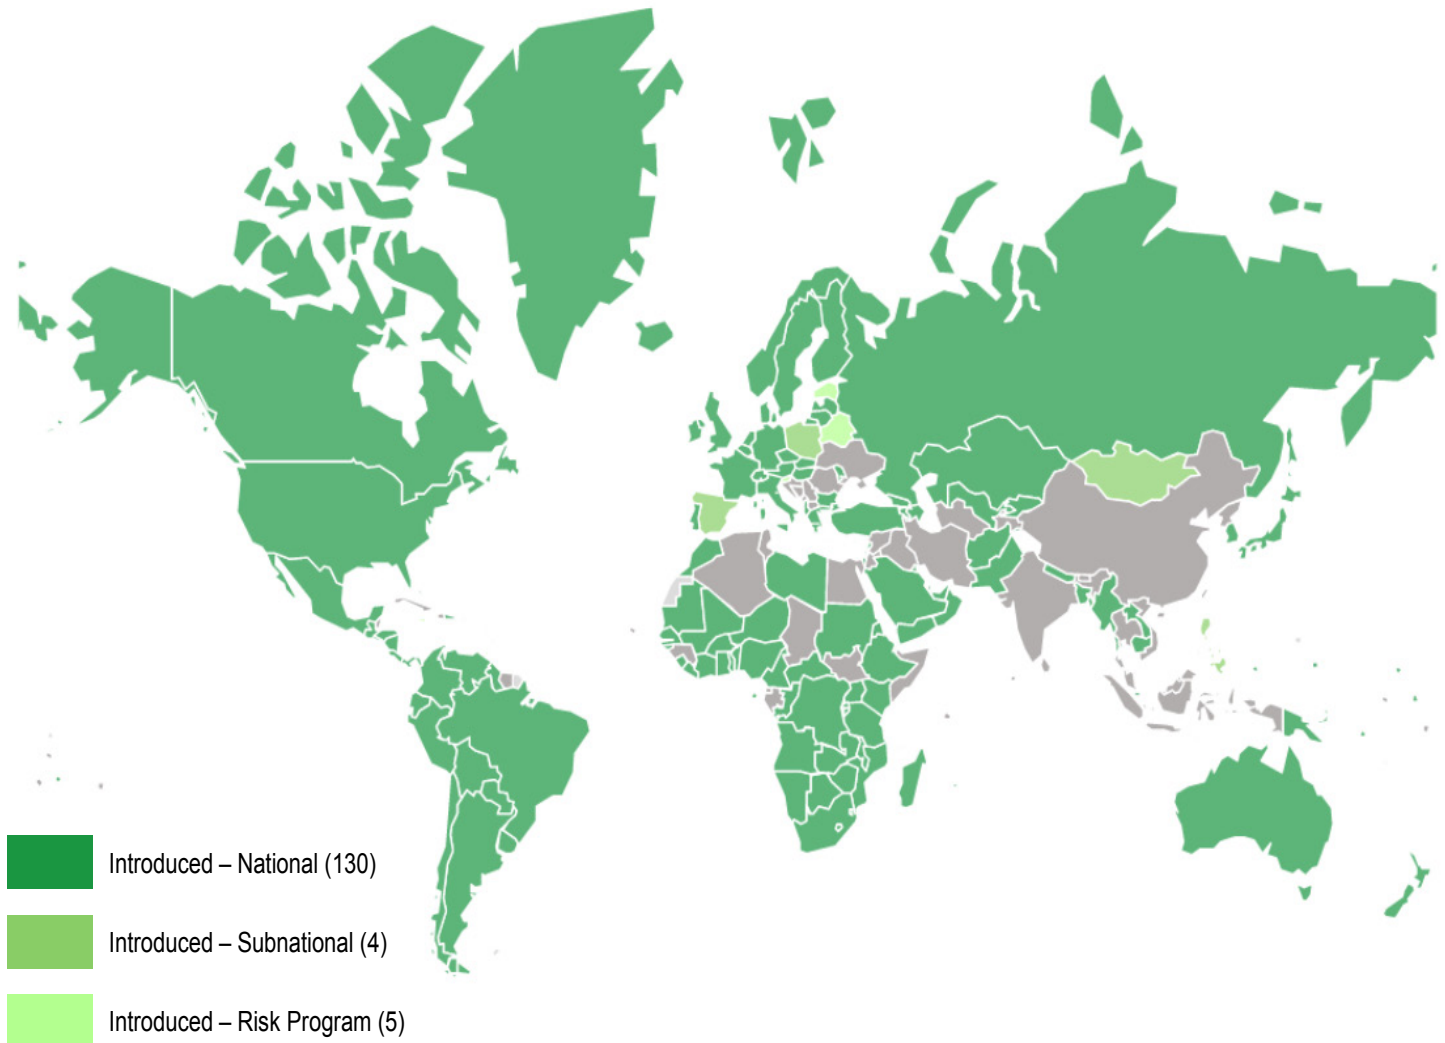 Introduced – National (130)
Introduced – Subnational (4)
Introduced – Risk Program (5)